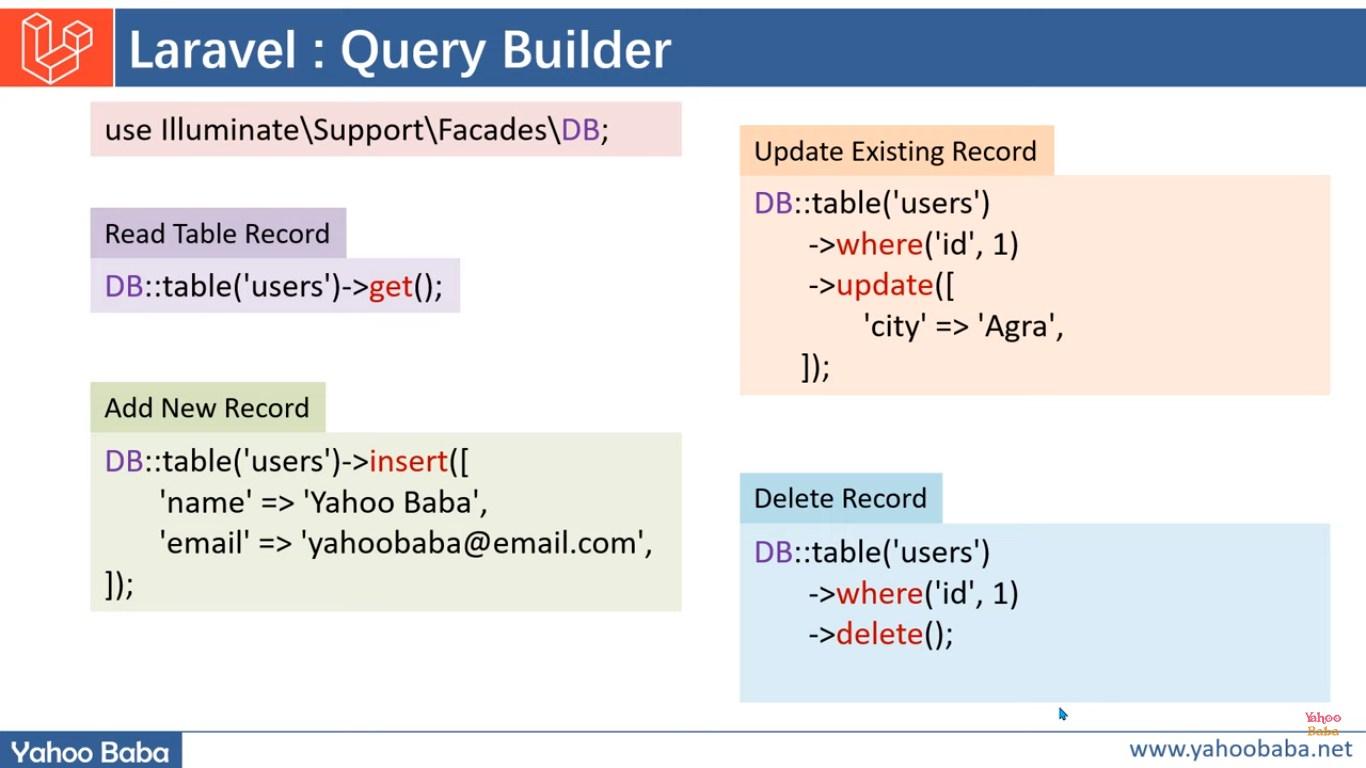 Laravel : Query Builder
use Illuminate\Support\Facades\DB;
Read Table Record
DB::table('users')->get();
Add New Record
DB::table('users')->insert([
'name' => 'Yahoo Baba',
'email' => 'yahoobaba@email.com',
]);
Update Existing Record
DB::table('users')
->where('id', 1)
->update([
'city' => 'Agra',
]);
Delete Record
DB::table('users')
->where('id', 1)
->delete();
Yahoo
Baba
Yahoo Baba
www.yahoobaba.net